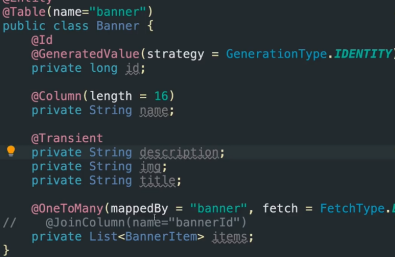 @Entity
@Table(name="banner")
public class Banner {
@Id
@GeneratedValue(strategy = GenerationType.IDENTITY)
private long id;
@Column(length = 16)
private String name;
@Transient
private String description;
private String img;
private String title;
@OneToMany(mappedBy = "banner", fetch = FetchType.
// @JoinColumn(name="bannerId")
private List<BannerItem> items;
}